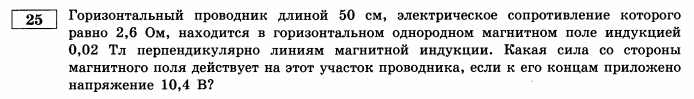 25
Горизонтальный проводник длиной 50 см, электрическое сопротивление которого
равно 2,6 Ом, находится в горизонтальном однородном магнитном поле индукцией
0,02 Тл перпендикулярно линиям магнитной индукции. Какая сила со стороны
магнитного поля действует на этот участок проводника, если к его концам приложено
напряжение 10,4 В?